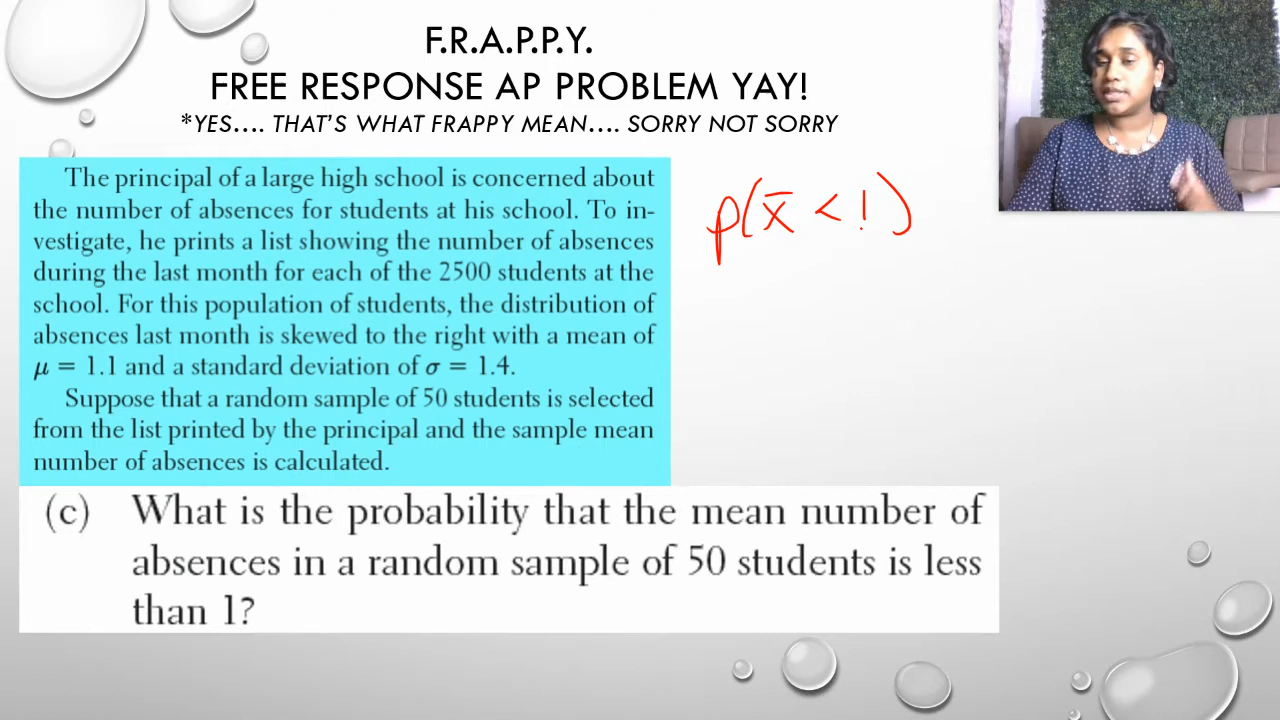 F.R.A.P.P.Y.
FREE RESPONSE AP PROBLEM YAY!
*YES.... THAT'S WHAT FRAPPY MEAN.... SORRY NOT SORRY
The principal of a large high school is concerned about
the number of absences for students at his school. To in-
vestigate, he prints a list showing the number of absences
during the last month for each of the 2500 students at the
school. For this population of students, the distribution of
absences last month is skewed to the right with a mean of
μ = 1.1 and a standard deviation of σ = 1.4.
Suppose that a random sample of 50 students is selected
from the list printed by the principal and the sample mean
number of absences is calculated.
p(x̄ < 1)
(c) What is the probability that the mean number of
absences in a random sample of 50 students is less
than 1?